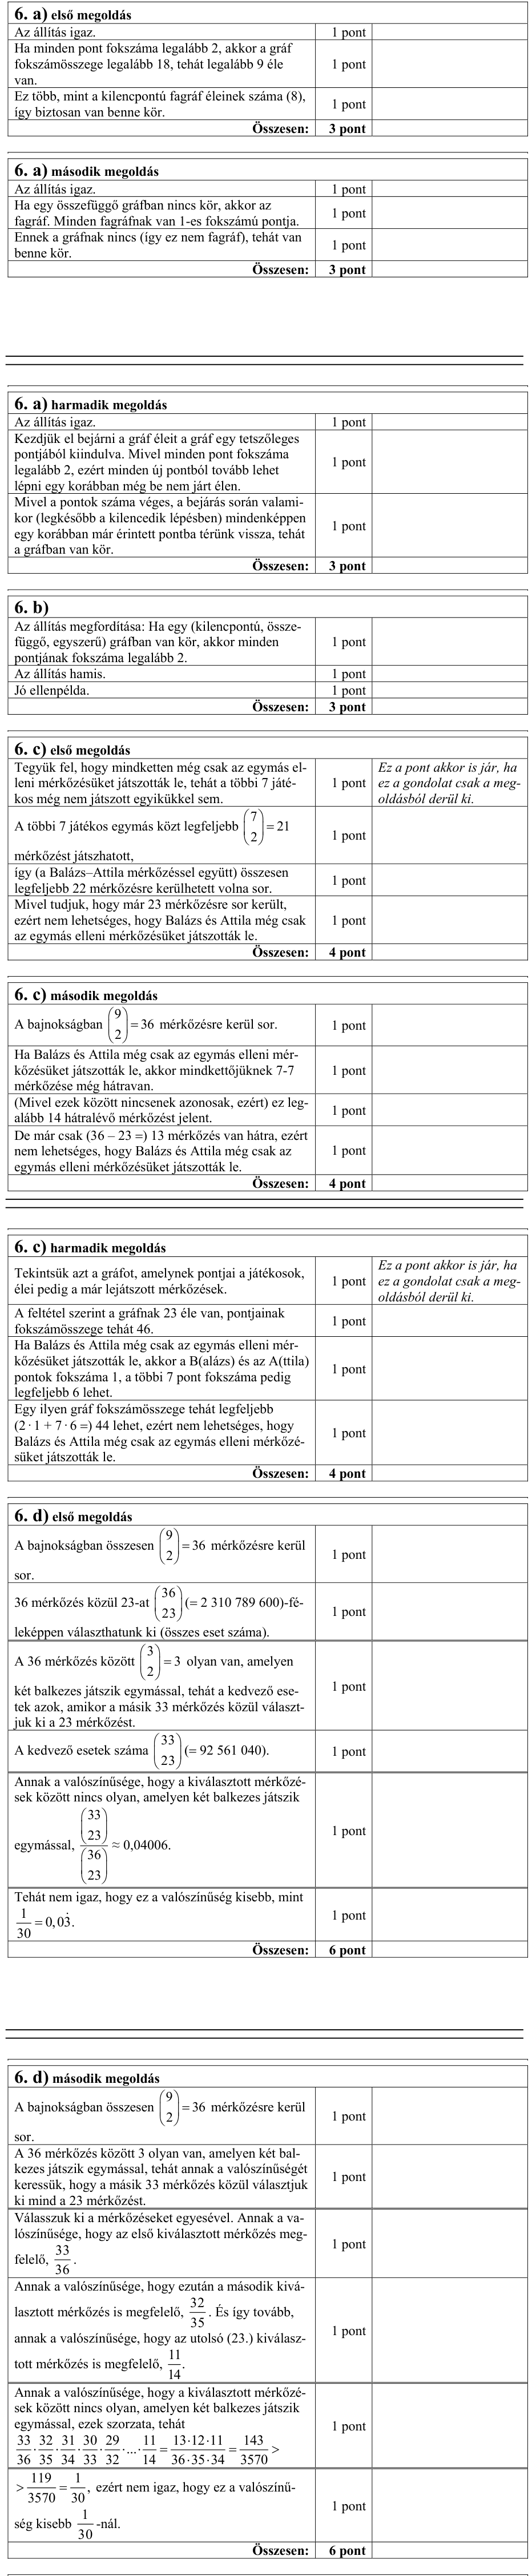 6. a) első megoldás
Az állítás igaz. 1 pont
Ha minden pont fokszáma legalább 2, akkor a gráf
fokszámösszege legalább 18, tehát legalább 9 éle 1 pont
van.
Ez több, mint a kilencpontú fagráf éleinek száma (8), 1 pont
így biztosan van benne kör.
Összesen: 3 pont
6. a) második megoldás
Az állítás igaz. 1 pont
Ha egy összefüggő gráfban nincs kör, akkor az 1 pont
fagráf. Minden fagráfnak van 1-es fokszámú pontja.
Ennek a gráfnak nincs (így ez nem fagráf), tehát van 1 pont
benne kör.
Összesen: 3 pont
6. a) harmadik megoldás
Az állítás igaz. 1 pont
Kezdjük el bejárni a gráf éleit a gráf egy tetszőleges
pontjából kiindulva. Mivel minden pont fokszáma 1 pont
legalább 2, ezért minden új pontból tovább lehet
lépni egy korábban még be nem járt élen.
Mivel a pontok száma véges, a bejárás során valami-
kor (legkésőbb a kilencedik lépésben) mindenképpen 1 pont
egy korábban már érintett pontba térünk vissza, tehát
a gráfban van kör.
Összesen: 3 pont
6. b)
Az állítás megfordítása: Ha egy (kilencpontú, össze-
függő, egyszerű) gráfban van kör, akkor minden 1 pont
pontjának fokszáma legalább 2.
Az állítás hamis. 1 pont
Jó ellenpélda. 1 pont
Összesen: 3 pont
6. c) első megoldás
Tegyük fel, hogy mindketten még csak az egymás el- Ez a pont akkor is jár, ha
leni mérkőzésüket játszották le, tehát a többi 7 játé- 1 pont ez a gondolat csak a meg-
kos még nem játszott egyikükkel sem. oldásból derül ki.
A többi 7 játékos egymás közt legfeljebb (7 2) = 21 1 pont
mérkőzést játszhatott,
így (a Balázs–Attila mérkőzéssel együtt) összesen 1 pont
legfeljebb 22 mérkőzésre kerülhetett volna sor.
Mivel tudjuk, hogy már 23 mérkőzésre sor került,
ezért nem lehetséges, hogy Balázs és Attila még csak 1 pont
az egymás elleni mérkőzésüket játszották le.
Összesen: 4 pont
6. c) második megoldás
A bajnokságban (9 2) = 36 mérkőzésre kerül sor. 1 pont
Ha Balázs és Attila még csak az egymás elleni mér-
kőzésüket játszották le, akkor mindkettőjüknek 7-7 1 pont
mérkőzése még hátravan.
(Mivel ezek között nincsenek azonosak, ezért) ez leg- 1 pont
alább 14 hátralévő mérkőzést jelent.
De már csak (36 – 23 =) 13 mérkőzés van hátra, ezért
nem lehetséges, hogy Balázs és Attila még csak az 1 pont
egymás elleni mérkőzésüket játszották le.
Összesen: 4 pont
6. c) harmadik megoldás
Tekintsük azt a gráfot, amelynek pontjai a játékosok, 1 pont Ez a pont akkor is jár, ha
élei pedig a már lejátszott mérkőzések. ez a gondolat csak a meg-
oldásból derül ki.
A feltétel szerint a gráfnak 23 éle van, pontjainak 1 pont
fokszámösszege tehát 46.
Ha Balázs és Attila még csak az egymás elleni mér-
kőzésüket játszották le, akkor a B(alázs) és az A(ttila) 1 pont
pontok fokszáma 1, a többi 7 pont fokszáma pedig
legfeljebb 6 lehet.
Egy ilyen gráf fokszámösszege tehát legfeljebb
(2 · 1 + 7 · 6 =) 44 lehet, ezért nem lehetséges, hogy 1 pont
Balázs és Attila még csak az egymás elleni mérkőzé-
süket játszották le.
Összesen: 4 pont
6. d) első megoldás
A bajnokságban összesen (9 2) = 36 mérkőzésre kerül 1 pont
sor.
36 mérkőzés közül 23-at (36 23) (= 2 310 789 600)-fé- 1 pont
leképpen választhatunk ki (összes eset száma).
A 36 mérkőzés között (3 2) = 3 olyan van, amelyen 1 pont
két balkezes játszik egymással, tehát a kedvező ese-
tek azok, amikor a másik 33 mérkőzés közül választ-
juk ki a 23 mérkőzést.
A kedvező esetek száma (33 23) (= 92 561 040). 1 pont
Annak a valószínűsége, hogy a kiválasztott mérkőzé-
sek között nincs olyan, amelyen két balkezes játszik
egymással, (33 23)/(36 23) ≈ 0,04006. 1 pont
Tehát nem igaz, hogy ez a valószínűség kisebb, mint
1/30 = 0,03̇. 1 pont
Összesen: 6 pont
6. d) második megoldás
A bajnokságban összesen (9 2) = 36 mérkőzésre kerül 1 pont
sor.
A 36 mérkőzés között 3 olyan van, amelyen két bal-
kezes játszik egymással, tehát annak a valószínűségét 1 pont
keressük, hogy a másik 33 mérkőzés közül választjuk
ki mind a 23 mérkőzést.
Válasszuk ki a mérkőzéseket egyesével. Annak a va-
lószínűsége, hogy az első kiválasztott mérkőzés meg- 1 pont
felelő, 33/36.
Annak a valószínűsége, hogy ezután a második kivá-
lasztott mérkőzés is megfelelő, 32/35. És így tovább, 1 pont
annak a valószínűsége, hogy az utolsó (23.) kiválasz-
tott mérkőzés is megfelelő, 11/14.
Annak a valószínűsége, hogy a kiválasztott mérkőzé-
sek között nincs olyan, amelyen két balkezes játszik
egymással, ezek szorzata, tehát 1 pont
33/36 · 32/35 · 31/34 · 30/33 · 29/32 · ... · 11/14 = 13·12·11/36·35·34 = 143/3570 >
> 119/3570 = 1/30, ezért nem igaz, hogy ez a valószínű- 1 pont
ség kisebb 1/30 -nál.
Összesen: 6 pont